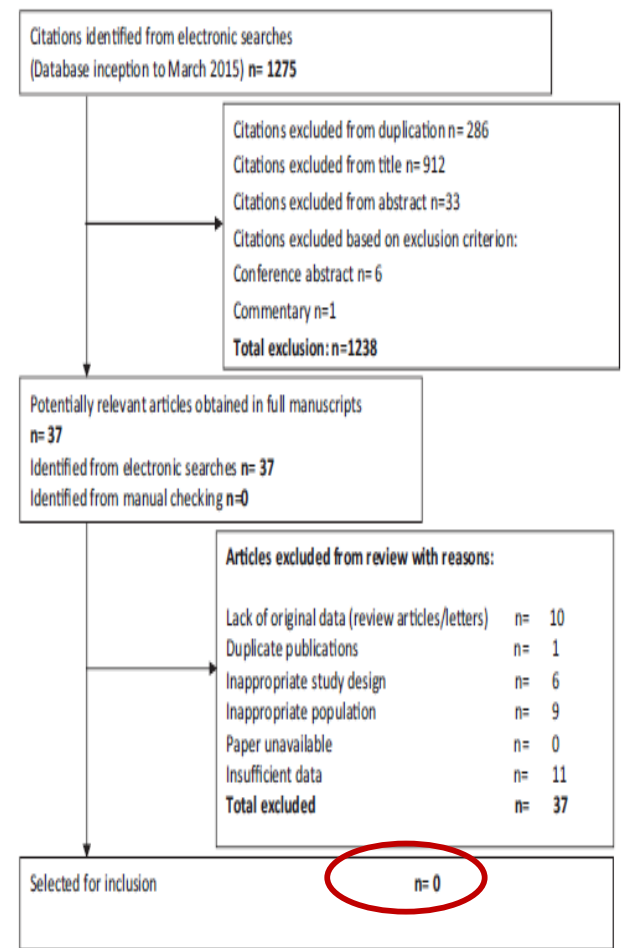 Citations identified from electronic searches
(Database inception to March 2015) n= 1275
Citations excluded from duplication n= 286
Citations excluded from title n= 912
Citations excluded from abstract n=33
Citations excluded based on exclusion criterion:
Conference abstract n= 6
Commentary n=1
Total exclusion: n=1238
Potentially relevant articles obtained in full manuscripts
n= 37
Identified from electronic searches n= 37
Identified from manual checking n=0
Articles excluded from review with reasons:
Lack of original data (review articles/letters) n= 10
Duplicate publications n= 1
Inappropriate study design n= 6
Inappropriate population n= 9
Paper unavailable n= 0
Insufficient data n= 11
Total excluded n= 37
Selected for inclusion n= 0